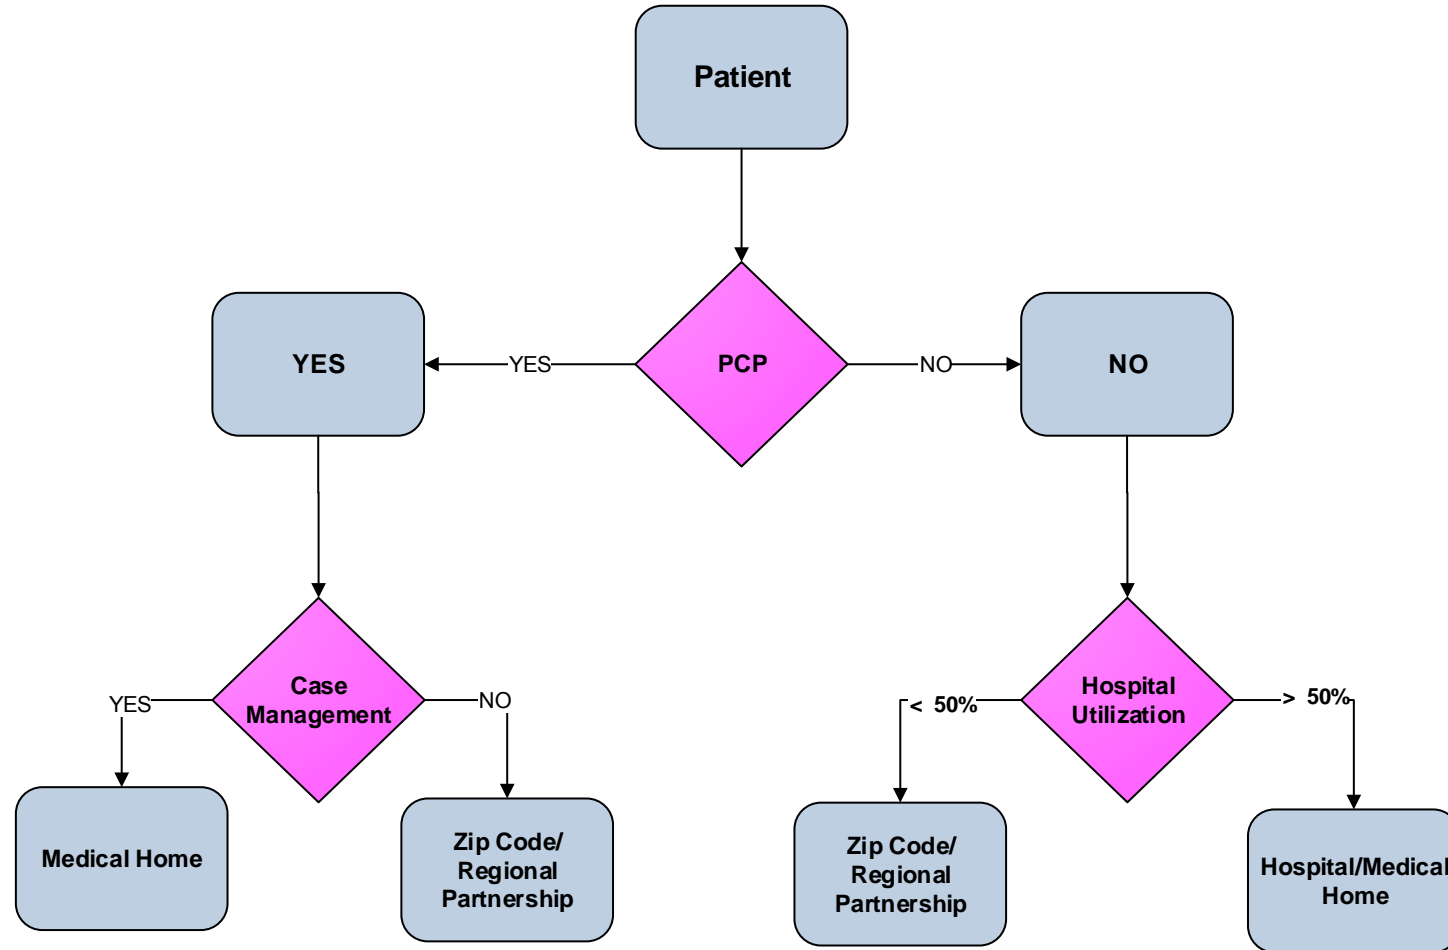 Patient
YES
YES
PCP
NO
NO
Case
Management
YES
NO
Hospital
Utilization
< 50%
> 50%
Medical Home
Zip Code/
Regional
Partnership
Zip Code/
Regional
Partnership
Hospital/Medical
Home